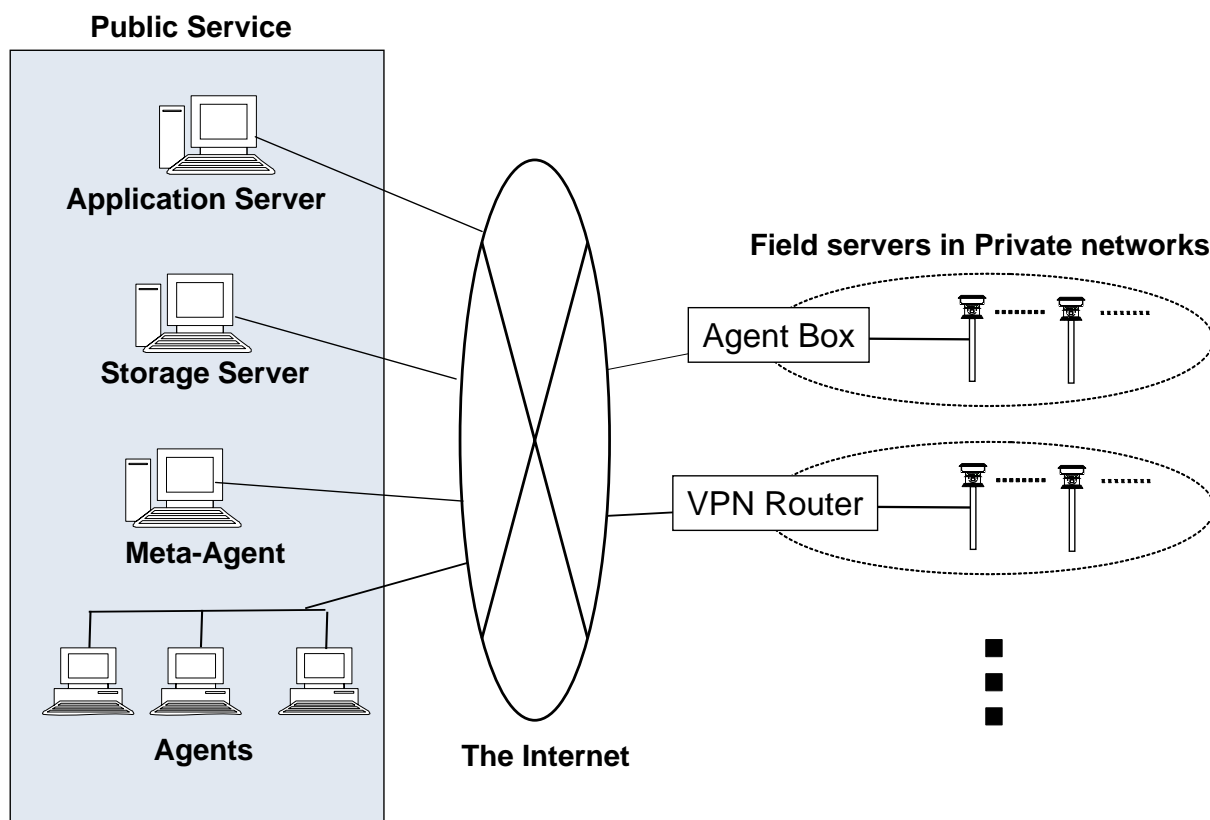 Public Service
Application Server
Storage Server
Meta-Agent
Agents
The Internet
Field servers in Private networks
Agent Box
VPN Router